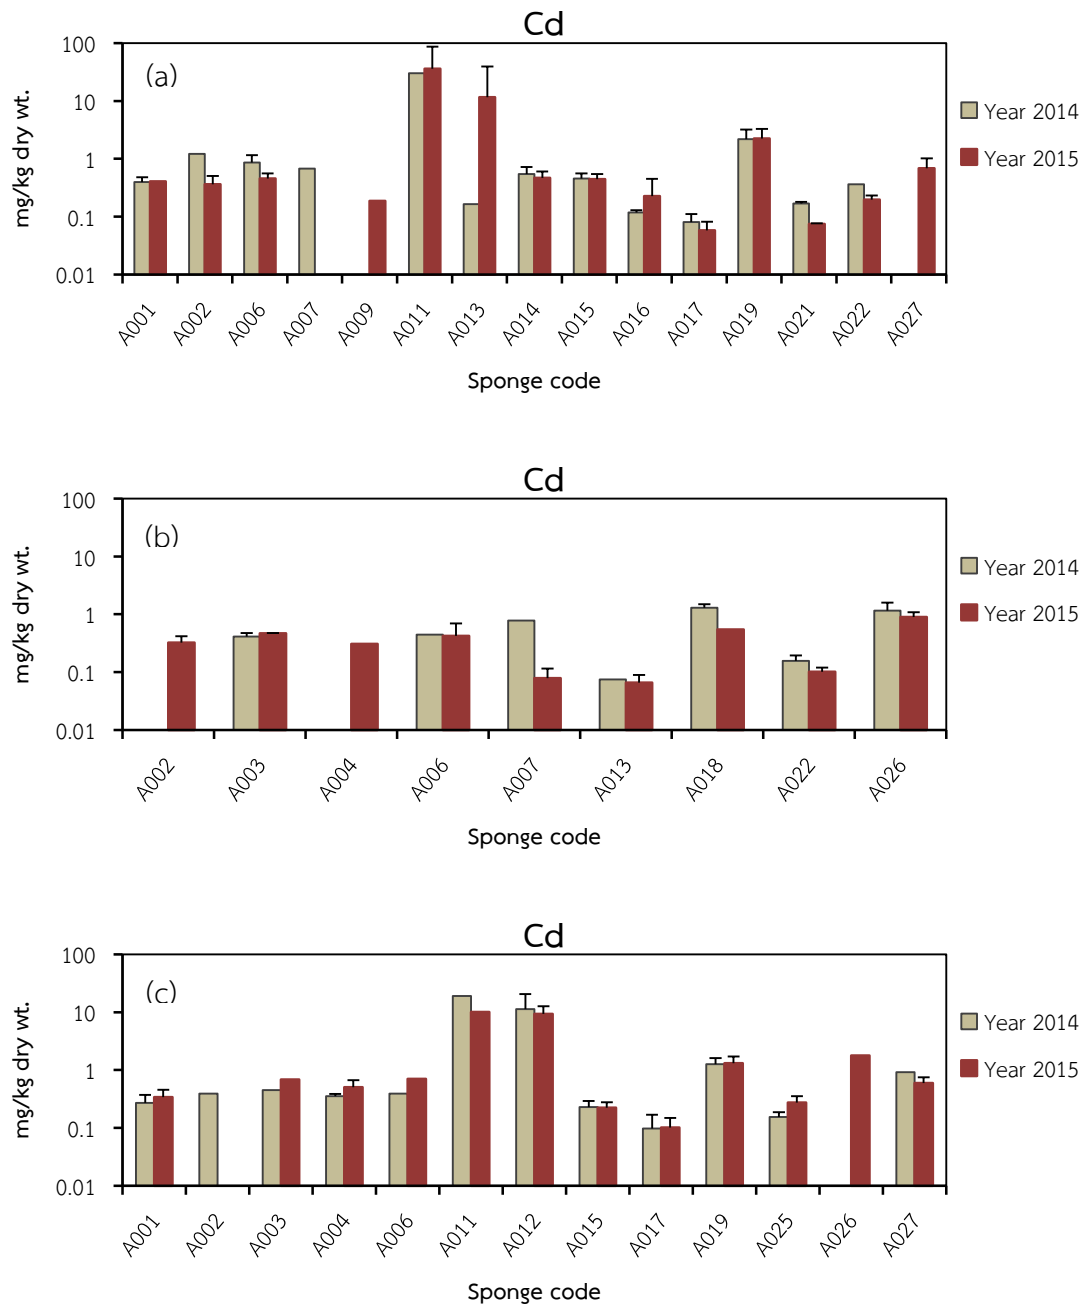 Cd
(a)
mg/kg dry wt.
100
10
1
0.1
0.01
Year 2014
Year 2015
A001 A002 A006 A007 A009 A011 A013 A014 A015 A016 A017 A019 A021 A022 A027
Sponge code
Cd
(b)
mg/kg dry wt.
100
10
1
0.1
0.01
Year 2014
Year 2015
A002 A003 A004 A006 A007 A013 A018 A022 A026
Sponge code
Cd
(c)
mg/kg dry wt.
100
10
1
0.1
0.01
Year 2014
Year 2015
A001 A002 A003 A004 A006 A011 A012 A015 A017 A019 A025 A026 A027
Sponge code